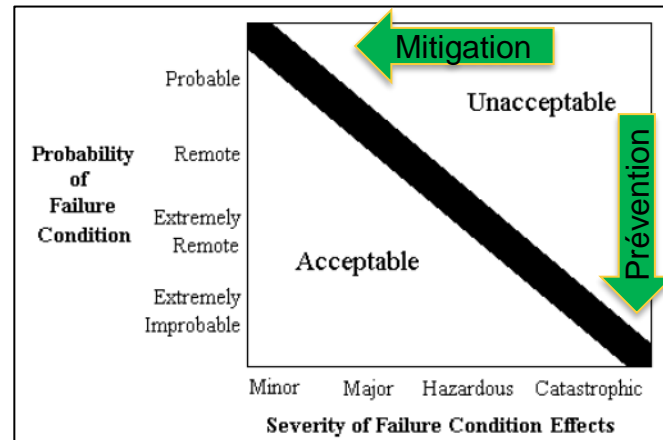 Mitigation
Probable
Unacceptable
Probability
of
Failure
Condition
Remote
Extremely
Remote
Prévention
Acceptable
Extremely
Improbable
Minor Major Hazardous Catastrophic
Severity of Failure Condition Effects